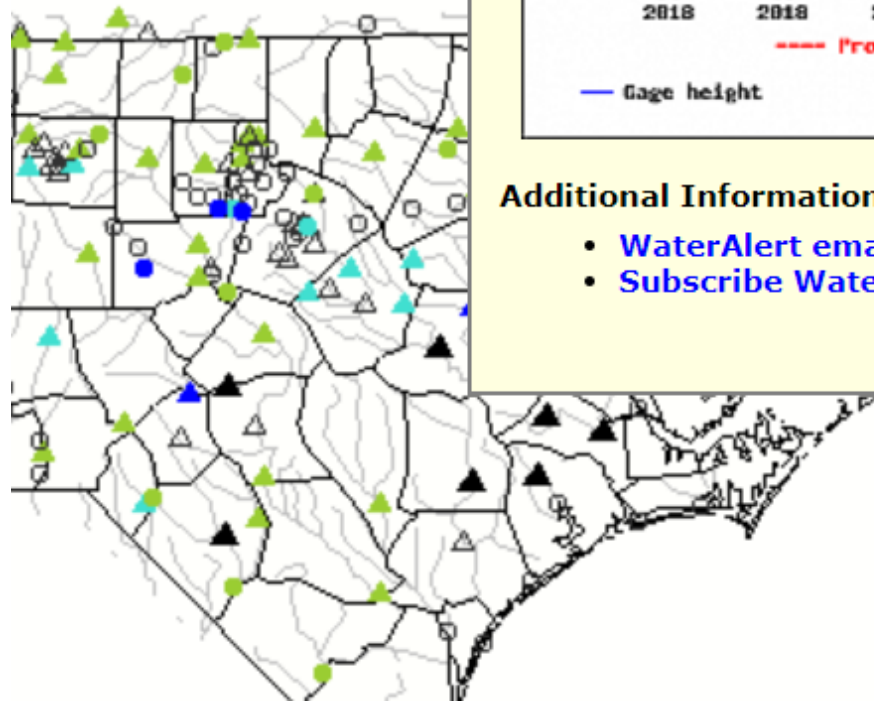 2018 2018
---- Pro
— Gage height
Additional Information
• WaterAlert ema
• Subscribe Wate